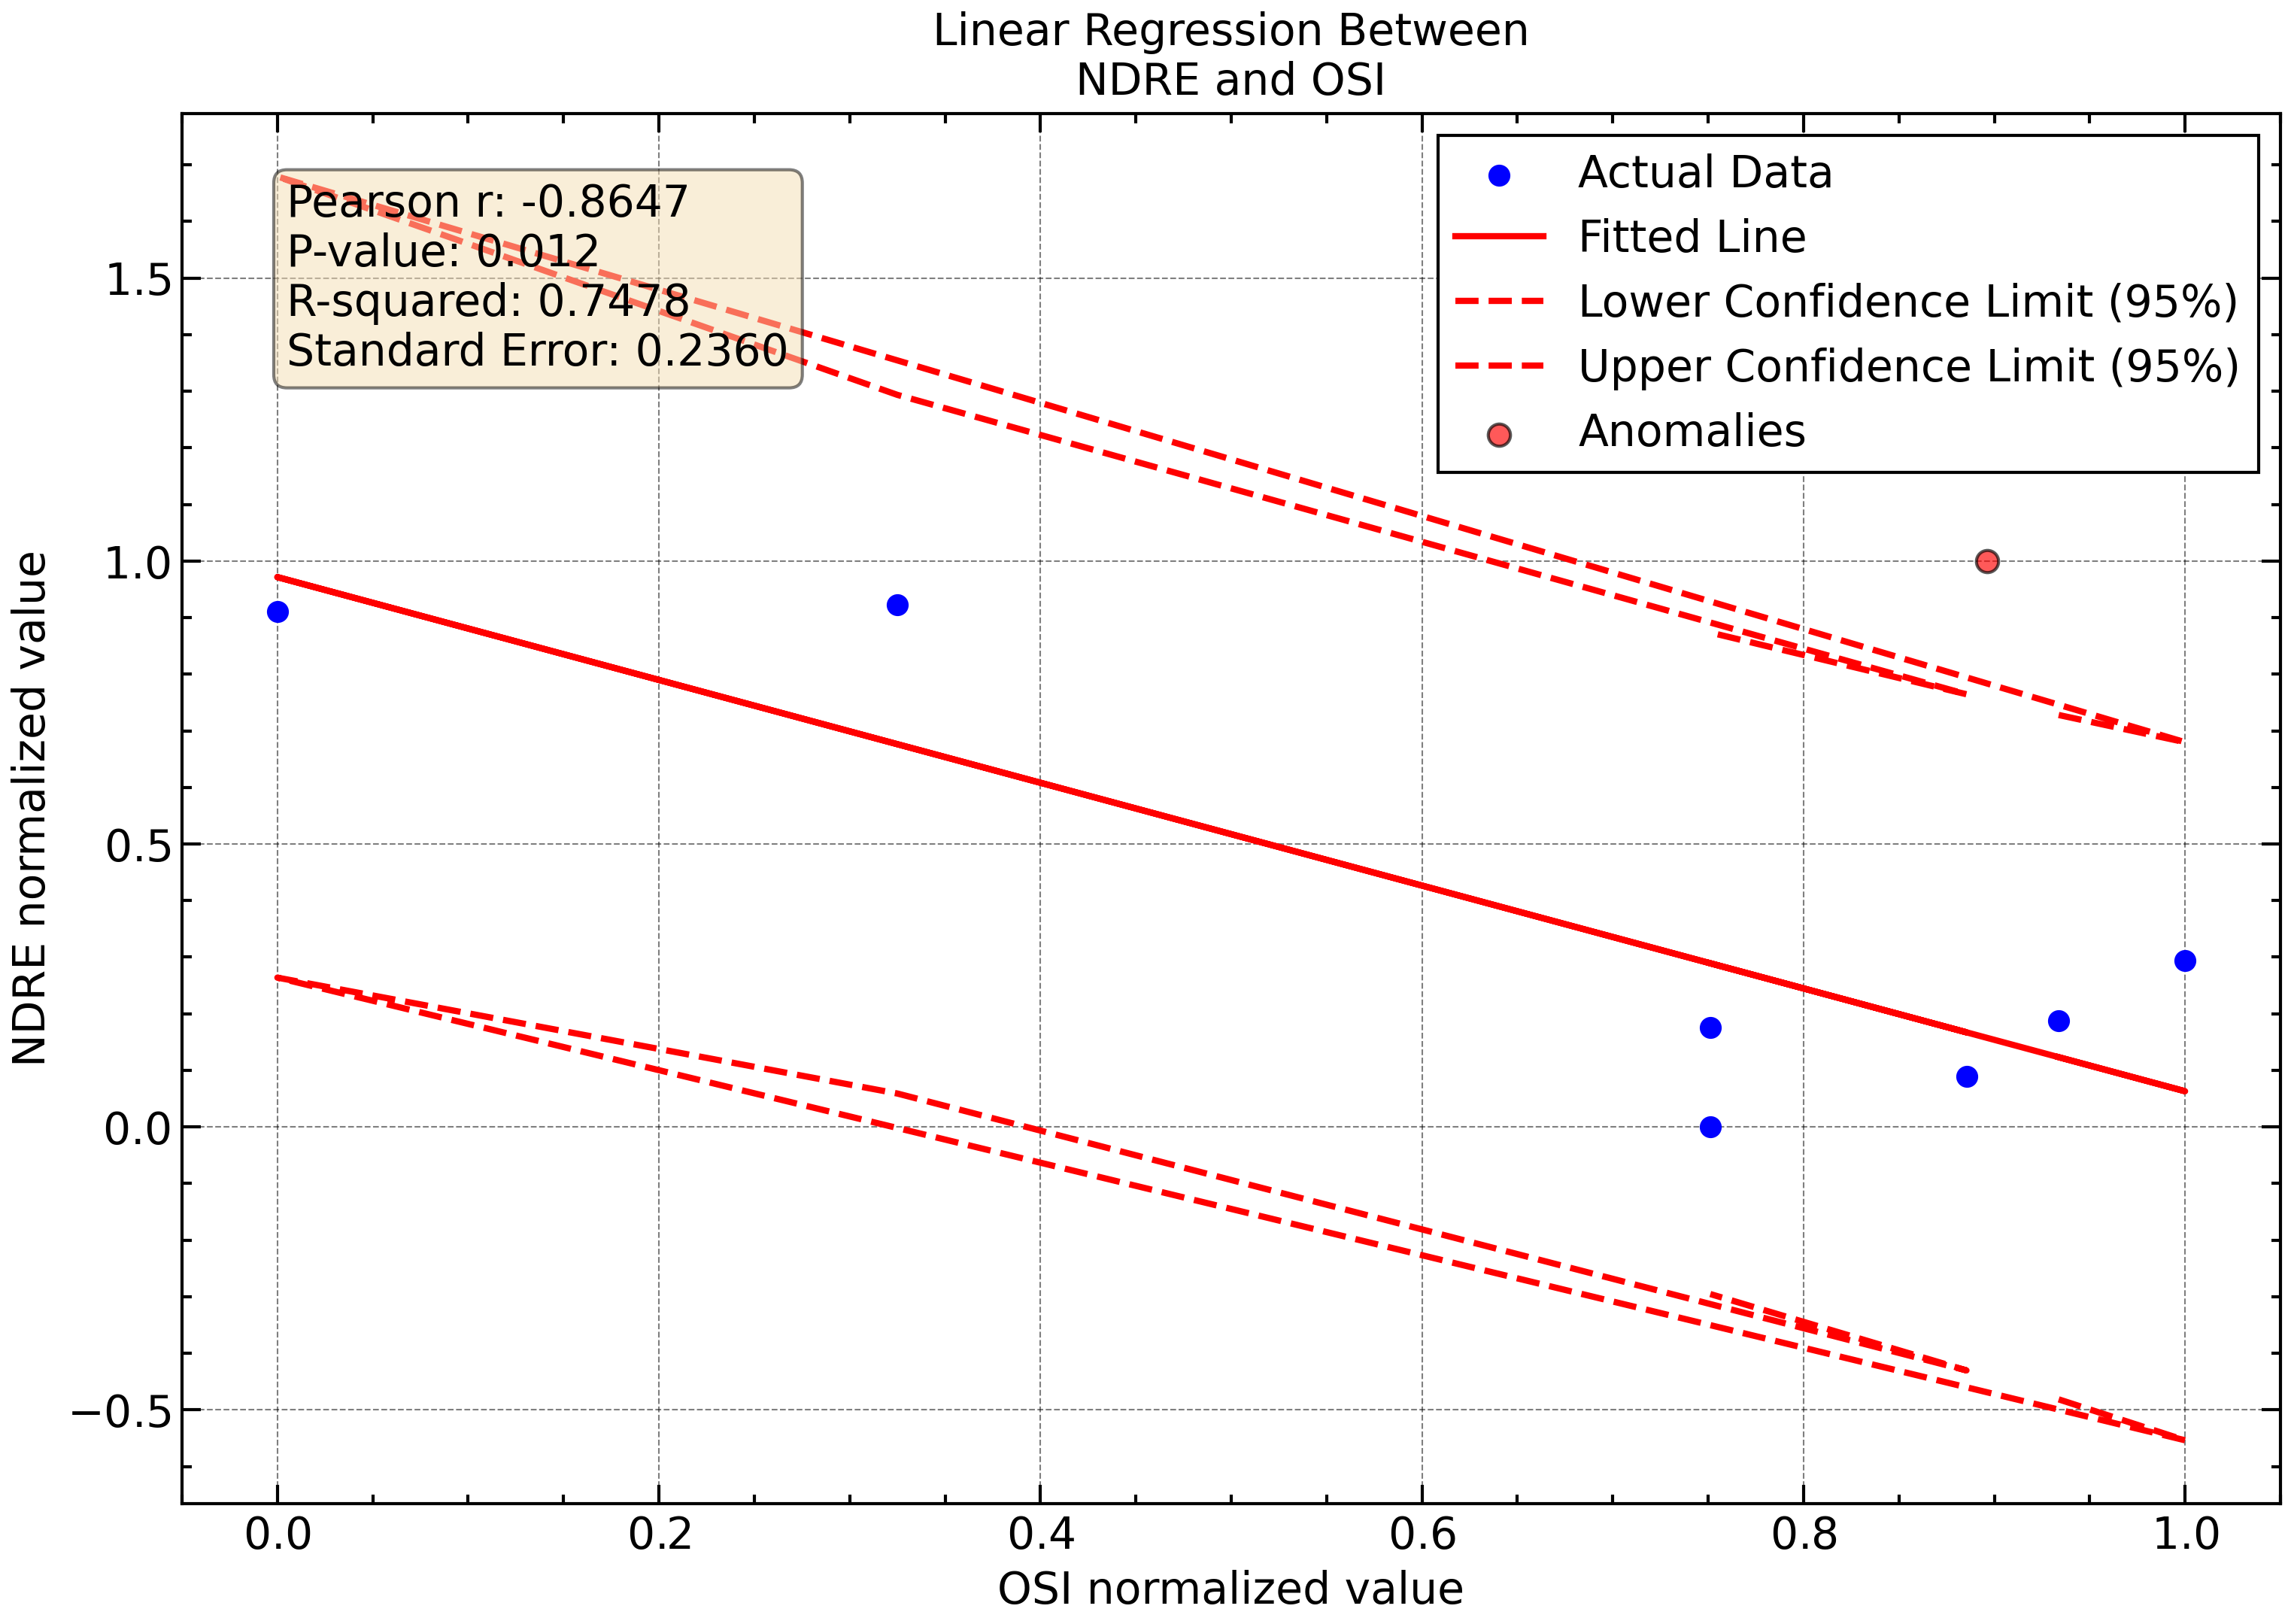 Linear Regression Between
NDRE and OSI
Pearson r: -0.8647
P-value: 0.012
R-squared: 0.7478
Standard Error: 0.2360
Actual Data
Fitted Line
Lower Confidence Limit (95%)
Upper Confidence Limit (95%)
Anomalies
NDRE normalized value
1.5
1.0
0.5
0.0
−0.5
0.0 0.2 0.4 0.6 0.8 1.0
OSI normalized value